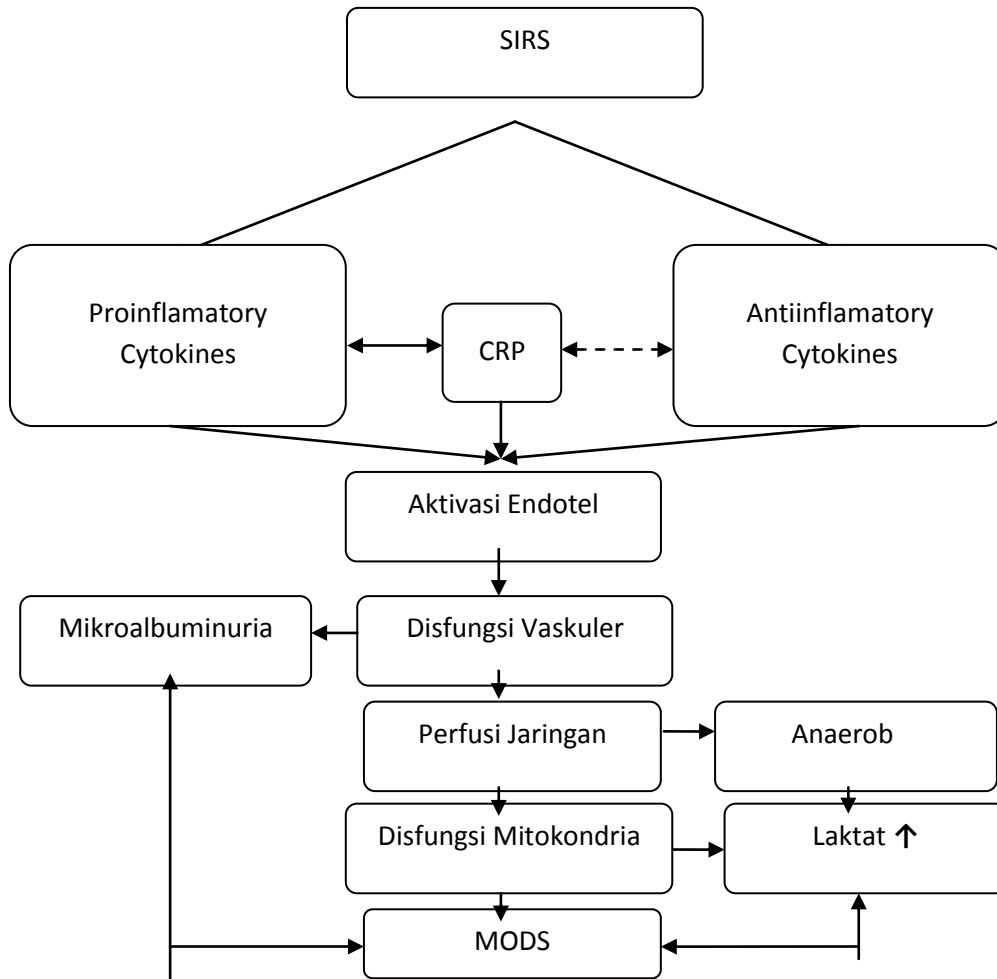 SIRS
Proinflamatory
Cytokines
CRP
Antiinflamatory
Cytokines
Aktivasi Endotel
Mikroalbuminuria
Disfungsi Vaskuler
Perfusi Jaringan
Anaerob
Disfungsi Mitokondria
Laktat ↑
MODS